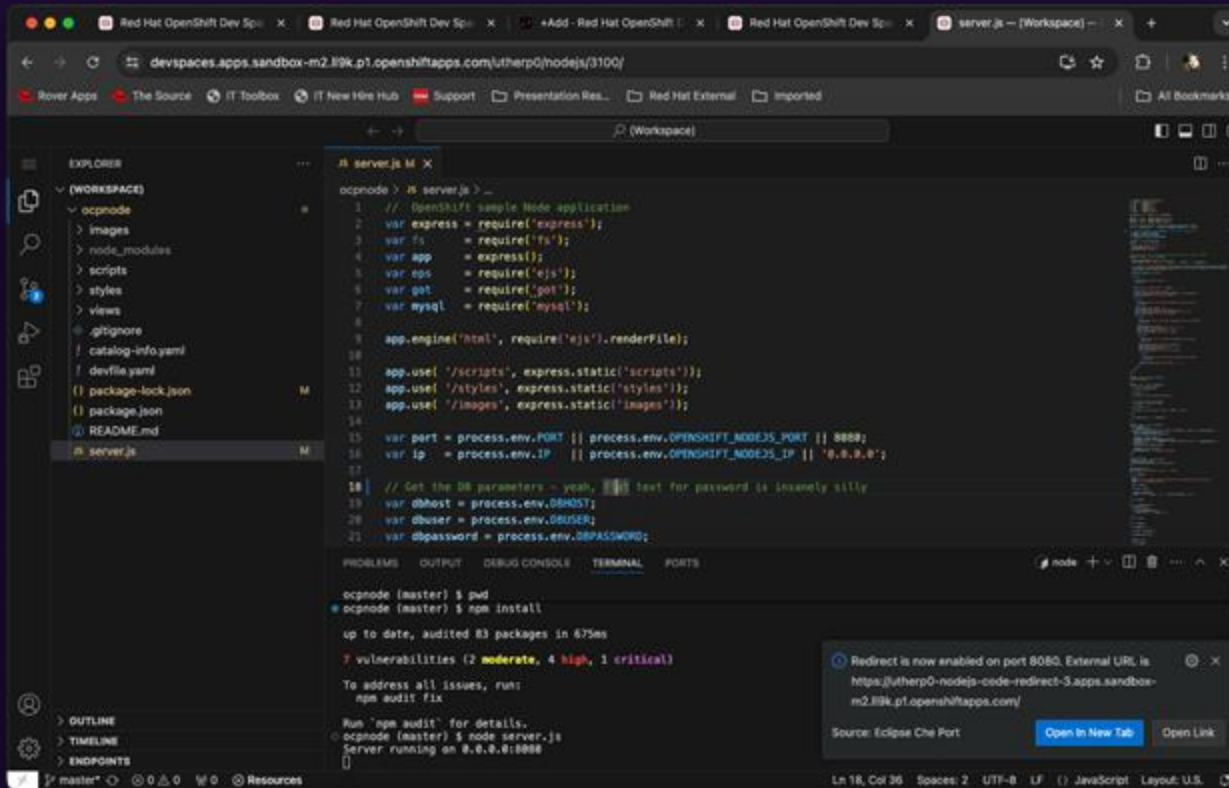 Red Hat OpenShift Dev Spa
Red Hat OpenShift Dev Spe
+Add - Red Hat OpenShift D
Red Hat OpenShift Dev Spe
server.js — (Workspace) —
devspaces.apps.sandbox-m2.ll9k.p1.openshiftapps.com/utherp0/nodejs/3100/
Rover Apps
The Source
IT Toolbox
IT New Hire Hub
Support
Presentation Res...
Red Hat External
Imported
All Bookmarks
(Workspace)
EXPLORER
(WORKSPACE)
ocpnode
images
node_modules
scripts
styles
views
.gitignore
catalog-info.yaml
devfile.yaml
package-lock.json M
package.json
README.md
server.js M
OUTLINE
TIMELINE
ENDPOINTS
JS server.js M
ocpnode > JS server.js > ...
1 // OpenShift sample Node application
2 var express = require('express');
3 var fs = require('fs');
4 var app = express();
5 var eps = require('ejs');
6 var got = require('got');
7 var mysql = require('mysql');
8
9 app.engine('html', require('ejs').renderFile);
10
11 app.use( '/scripts', express.static('scripts'));
12 app.use( '/styles', express.static('styles'));
13 app.use( '/images', express.static('images'));
14
15 var port = process.env.PORT || process.env.OPENSHIFT_NODEJS_PORT || 8080;
16 var ip = process.env.IP || process.env.OPENSHIFT_NODEJS_IP || '0.0.0.0';
17
18 // Get the DB parameters - yeah, text for password is insanely silly
19 var dbhost = process.env.DBHOST;
20 var dbuser = process.env.DBUSER;
21 var dbpassword = process.env.DBPASSWORD;
PROBLEMS OUTPUT DEBUG CONSOLE TERMINAL PORTS
node
ocpnode (master) $ pwd
ocpnode (master) $ npm install
up to date, audited 83 packages in 675ms
7 vulnerabilities (2 moderate, 4 high, 1 critical)
To address all issues, run:
npm audit fix
Run `npm audit` for details.
ocpnode (master) $ node server.js
Server running on 0.0.0.0:8080
Redirect is now enabled on port 8080. External URL is
https://utherp0-nodejs-code-redirect-3.apps.sandbox-
m2.ll9k.p1.openshiftapps.com/
Source: Eclipse Che Port
Open In New Tab
Open Link
master* 0 0 0 Resources
Ln 18, Col 36 Spaces: 2 UTF-8 LF {} JavaScript Layout: U.S.